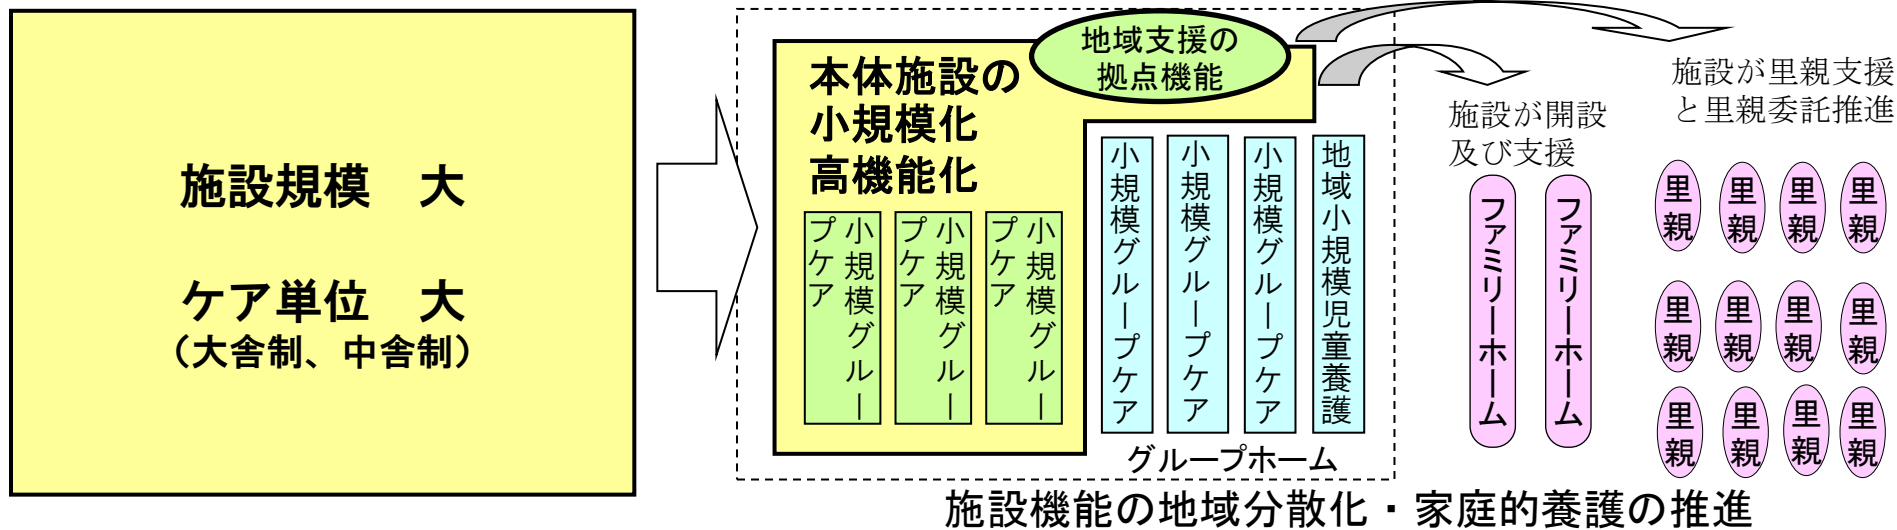 施設規模　大
ケア単位　大
（大舎制、中舎制）
地域支援の
拠点機能
本体施設の
小規模化
高機能化
小規模グルー
プケア
小規模グルー
プケア
小規模グルー
プケア
小規模グループケア
小規模グループケア
小規模グループケア
地域小規模児童養護
グループホーム
施設が開設
及び支援
ファミリーホーム
ファミリーホーム
施設が里親支援
と里親委託推進
里親
里親
里親
里親
里親
里親
里親
里親
里親
里親
里親
里親
施設機能の地域分散化・家庭的養護の推進